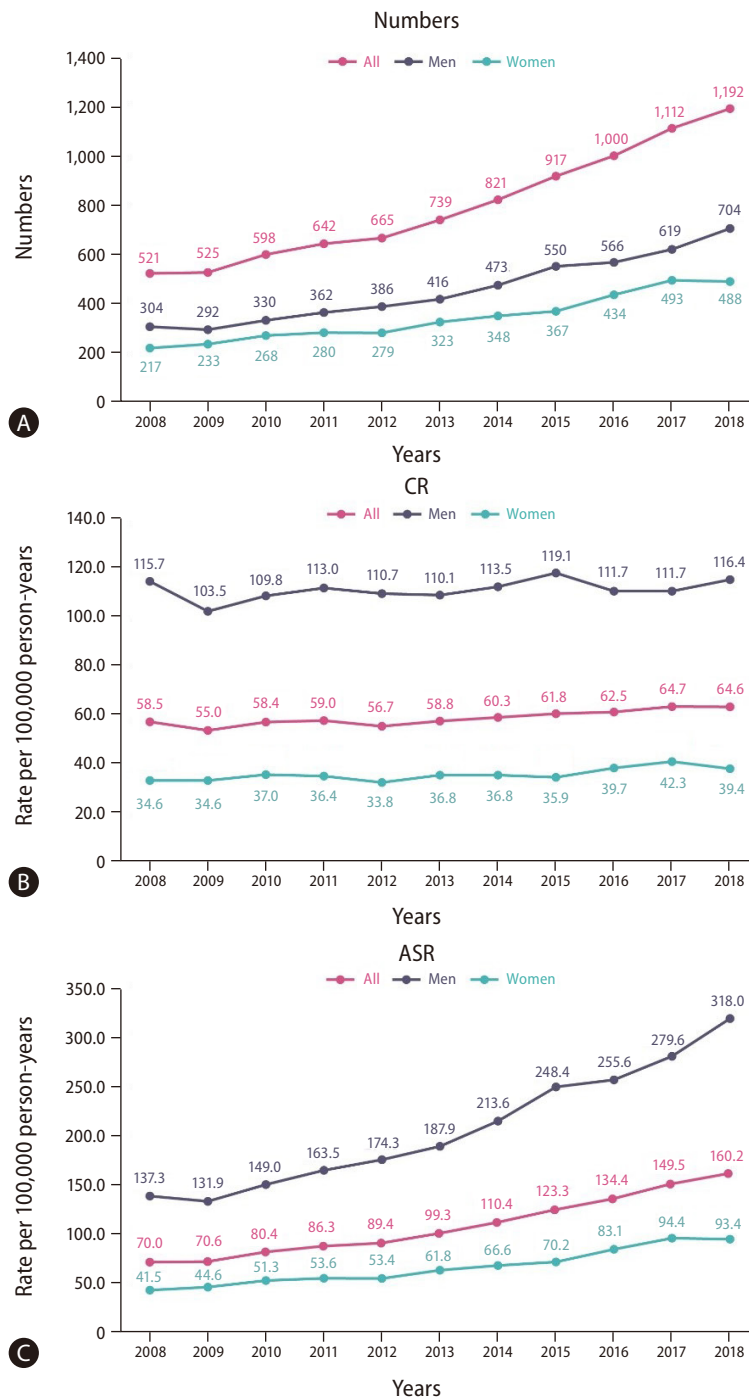 Numbers
All Men Women
1,400
1,200
1,000
800
600
400
200
0
Numbers
521 525 598 642 665 739 821 917 1,000 1,112 1,192
304 292 330 362 386 416 473 550 566 619 704
217 233 268 280 279 323 348 367 434 493 488
2008 2009 2010 2011 2012 2013 2014 2015 2016 2017 2018
Years
A
CR
All Men Women
140.0
120.0
100.0
80.0
60.0
40.0
20.0
0
Rate per 100,000 person-years
115.7 103.5 109.8 113.0 110.7 110.1 113.5 119.1 111.7 111.7 116.4
58.5 55.0 58.4 59.0 56.7 58.8 60.3 61.8 62.5 64.7 64.6
34.6 34.6 37.0 36.4 33.8 36.8 36.8 35.9 39.7 42.3 39.4
2008 2009 2010 2011 2012 2013 2014 2015 2016 2017 2018
Years
B
ASR
All Men Women
350.0
300.0
250.0
200.0
150.0
100.0
50.0
0
Rate per 100,000 person-years
137.3 131.9 149.0 163.5 174.3 187.9 213.6 248.4 255.6 279.6 318.0
70.0 70.6 80.4 86.3 89.4 99.3 110.4 123.3 134.4 149.5 160.2
41.5 44.6 51.3 53.6 53.4 61.8 66.6 70.2 83.1 94.4 93.4
2008 2009 2010 2011 2012 2013 2014 2015 2016 2017 2018
Years
C